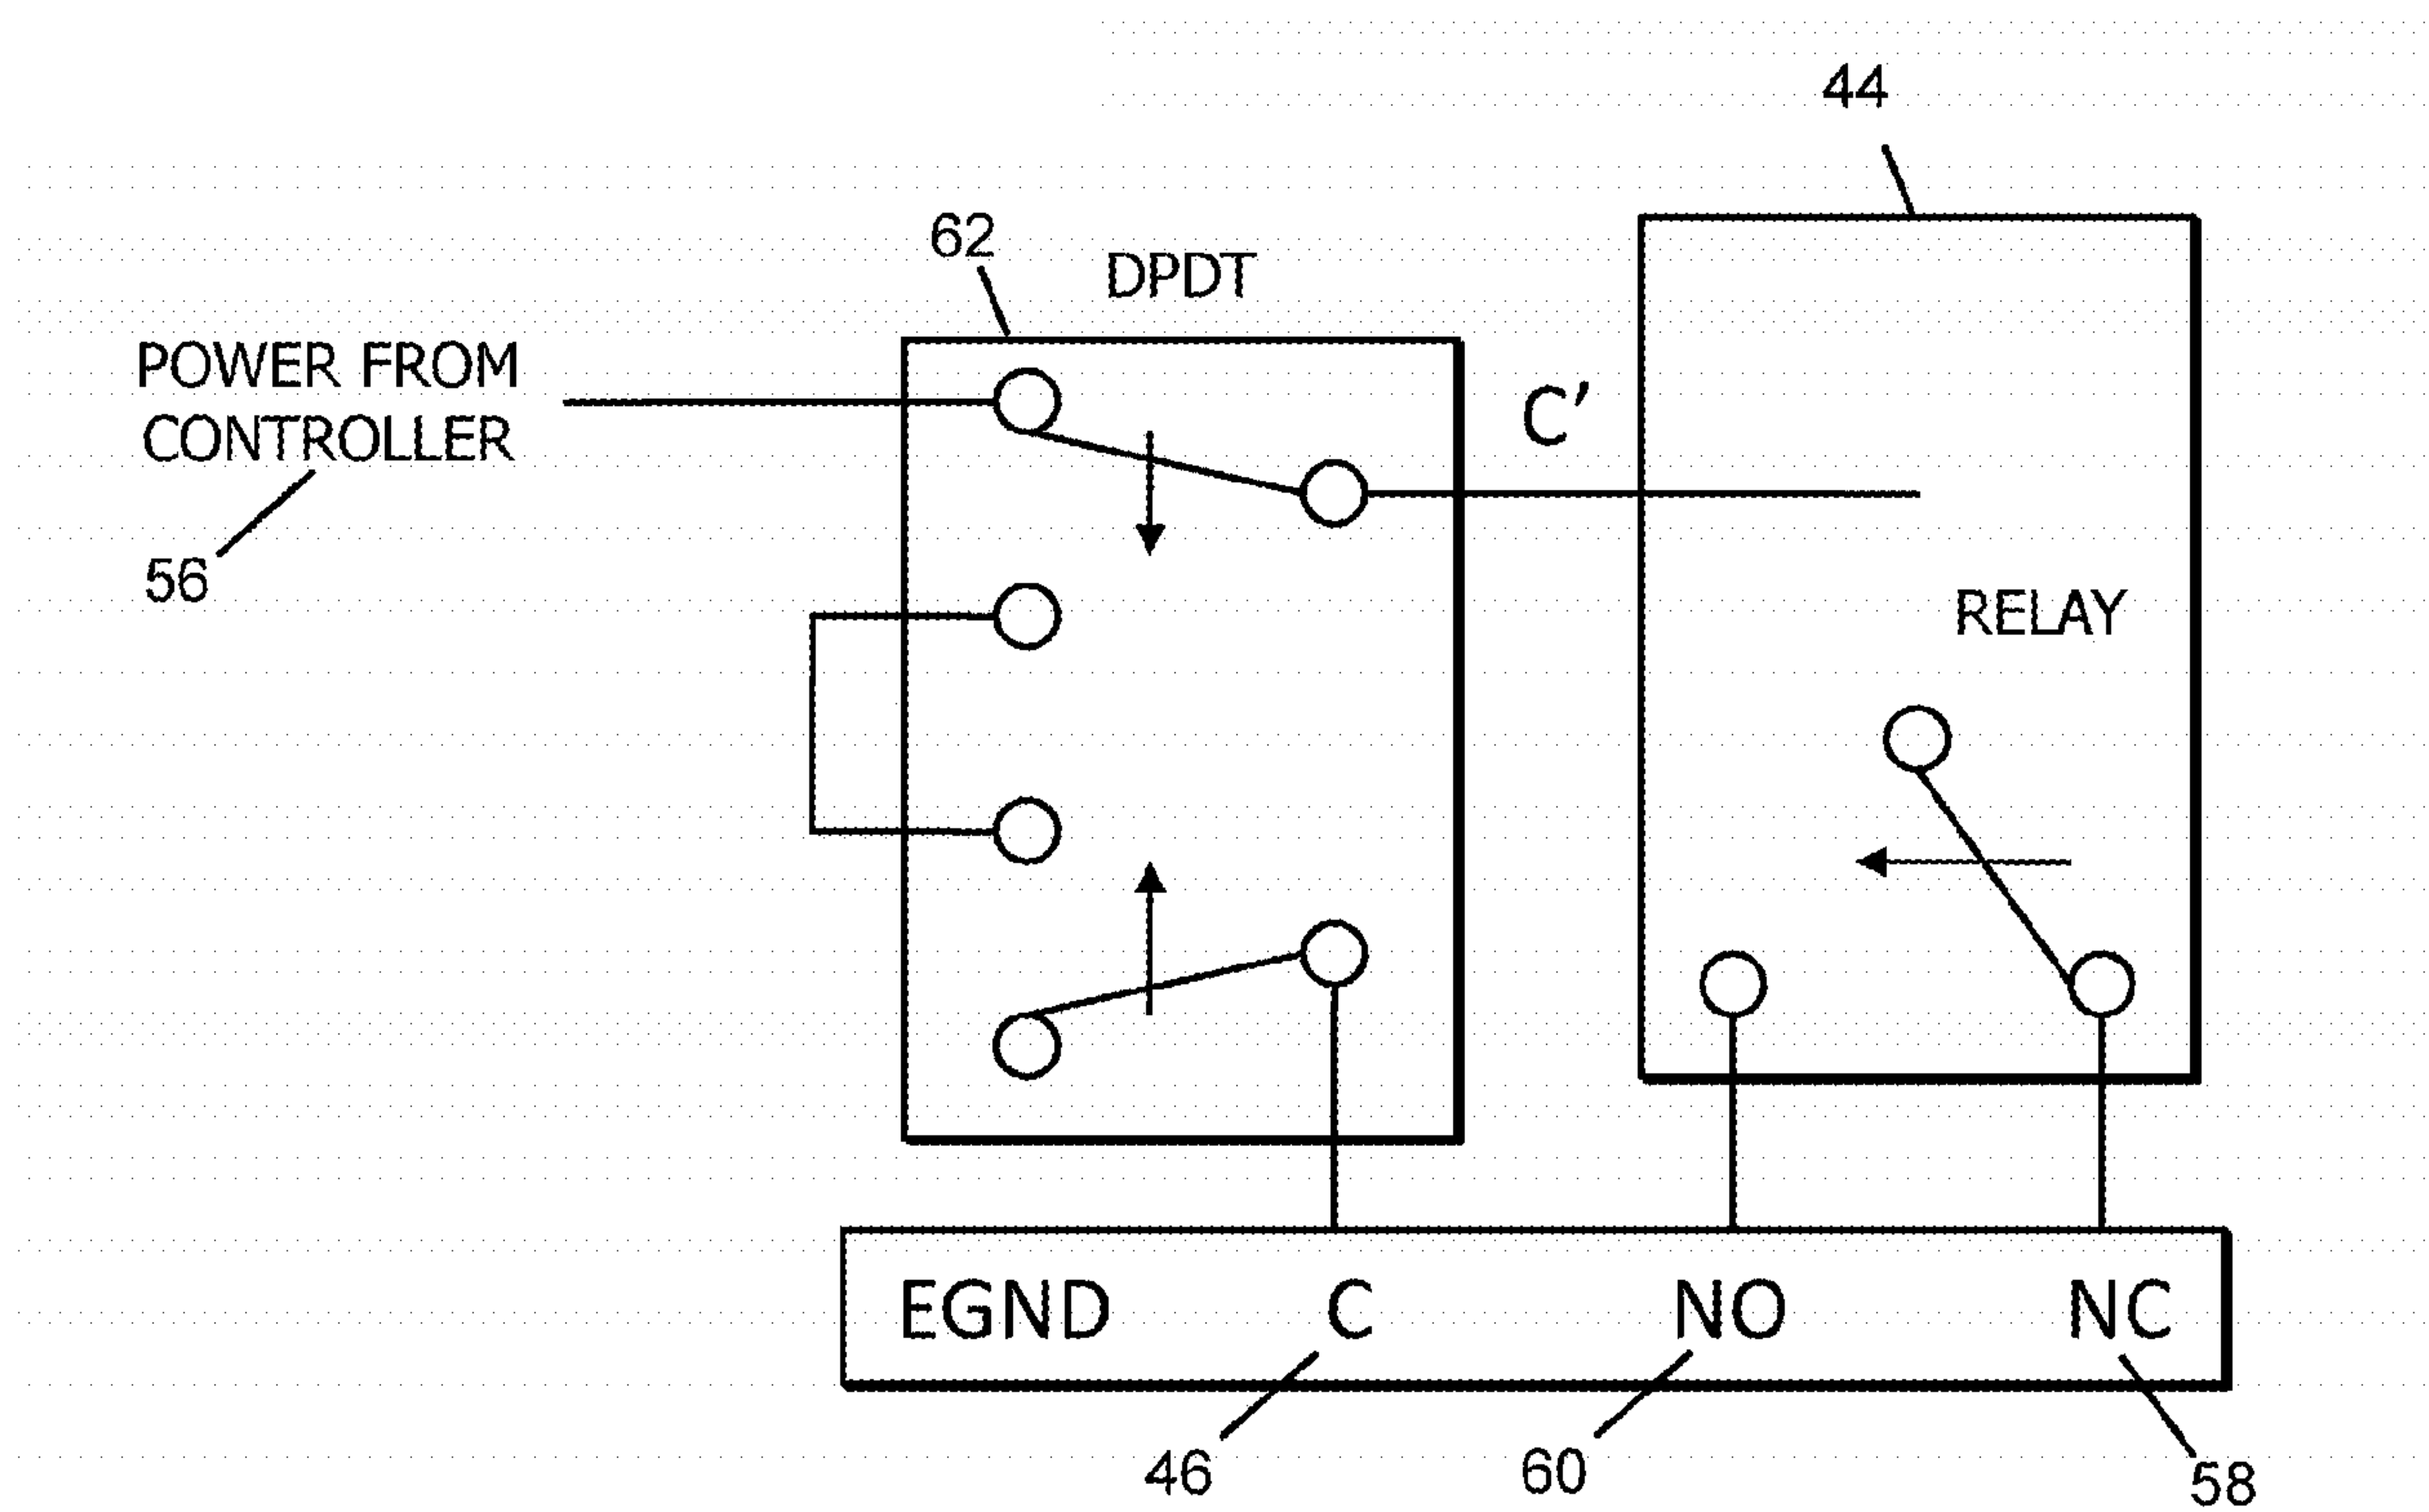 44
62
DPDT
POWER FROM
CONTROLLER
C'
56
RELAY
EGND C NO NC
46 60 58